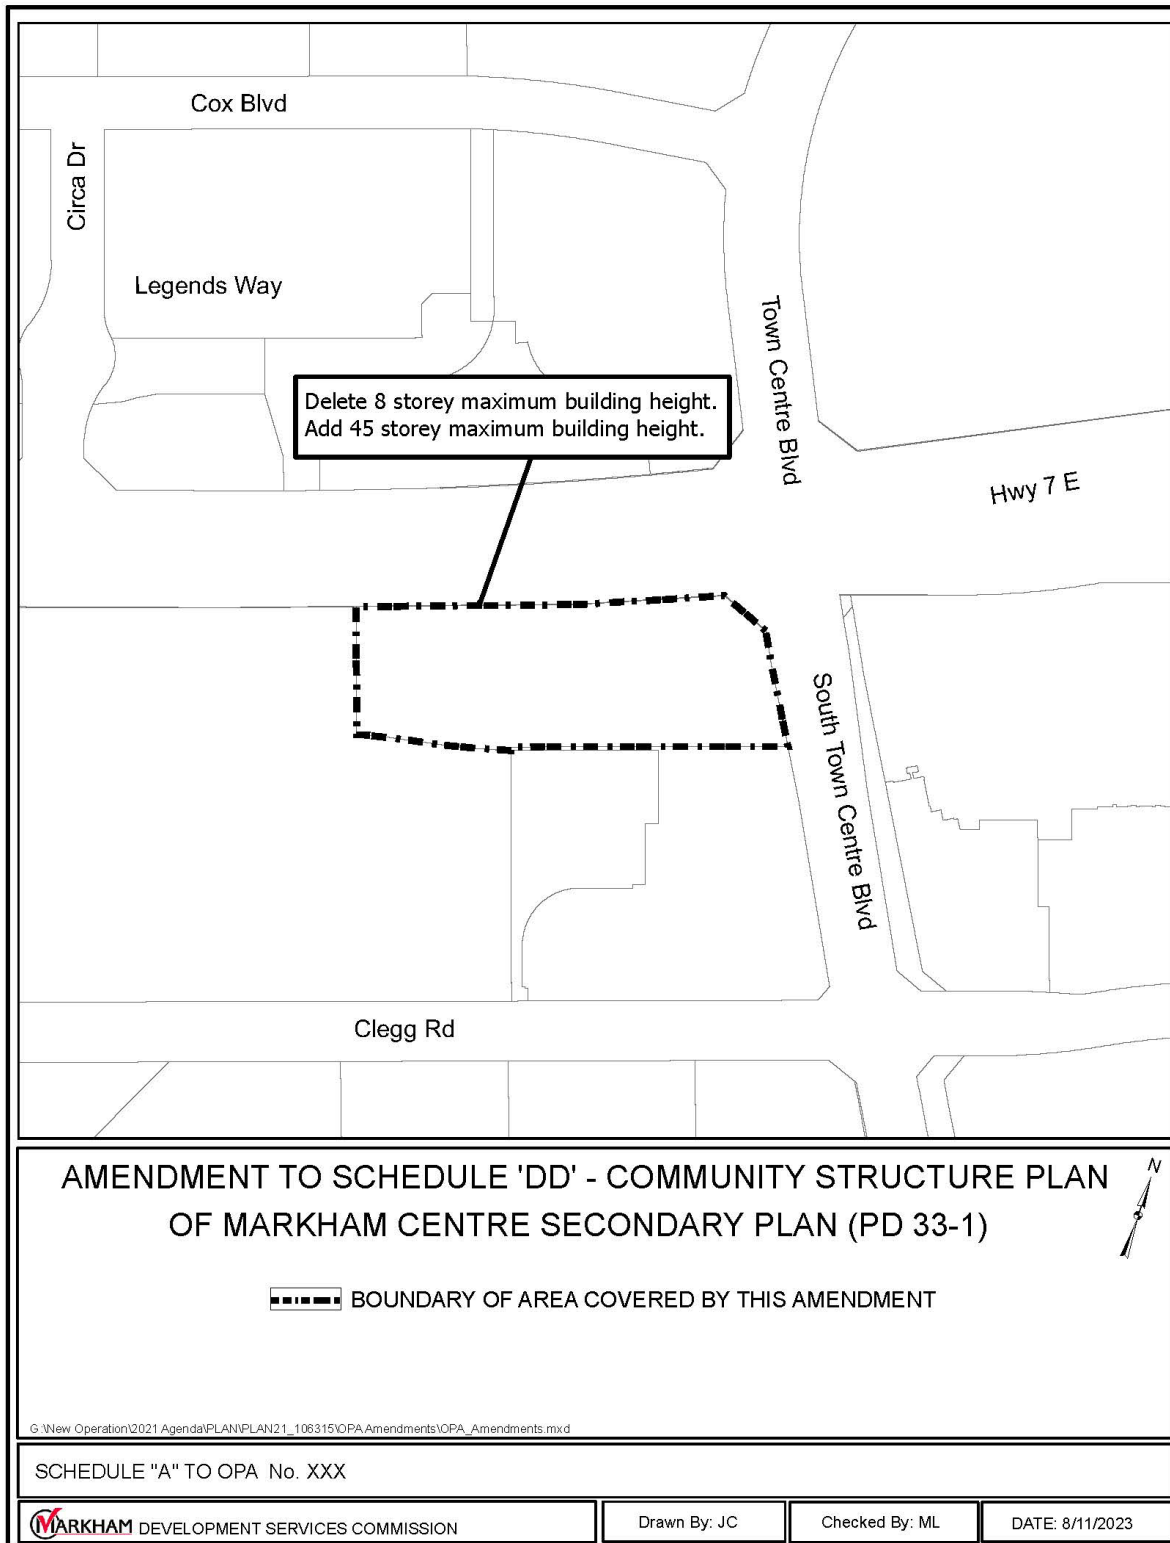 Cox Blvd
Circa Dr
Legends Way
Town Centre Blvd
Delete 8 storey maximum building height.
Add 45 storey maximum building height.
Hwy 7 E
South Town Centre Blvd
Clegg Rd
AMENDMENT TO SCHEDULE 'DD' - COMMUNITY STRUCTURE PLAN
OF MARKHAM CENTRE SECONDARY PLAN (PD 33-1)
N
BOUNDARY OF AREA COVERED BY THIS AMENDMENT
G:\New Operation\2021 Agenda\PLAN\PLAN21_106315\OPA Amendments\OPA_Amendments.mxd
SCHEDULE "A" TO OPA No. XXX
MARKHAM DEVELOPMENT SERVICES COMMISSION
Drawn By: JC
Checked By: ML
DATE: 8/11/2023